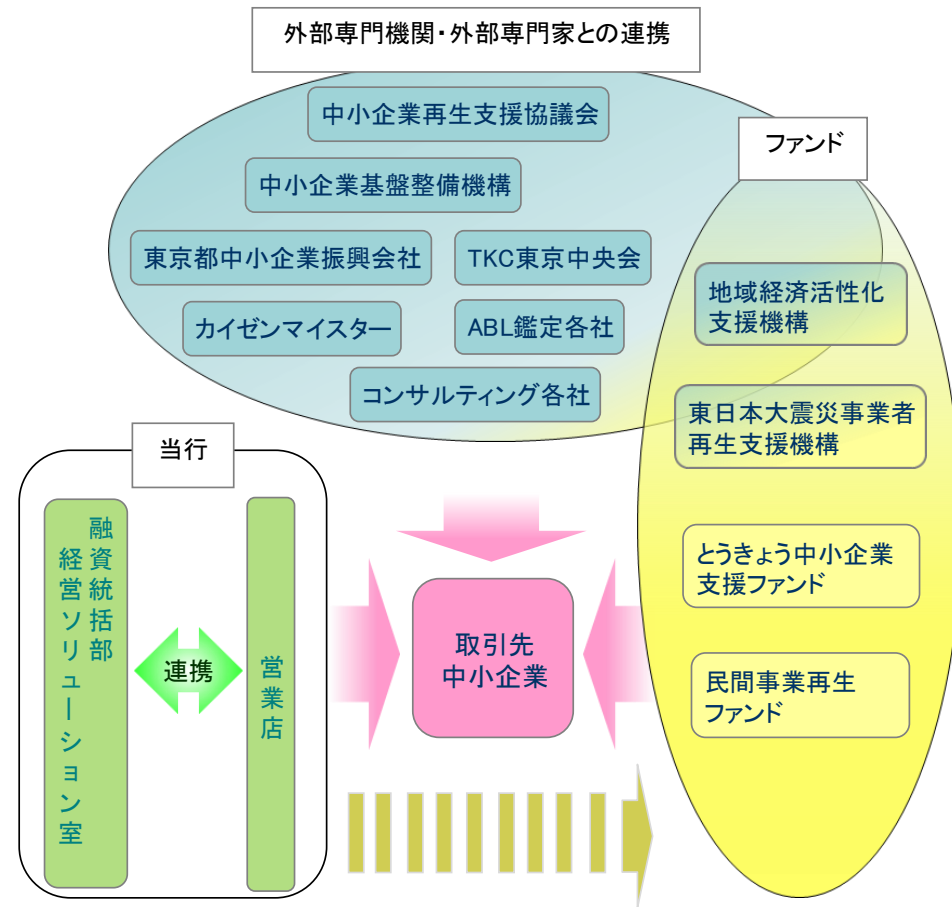 外部専門機関・外部専門家との連携
中小企業再生支援協議会
中小企業基盤整備機構
東京都中小企業振興会社
TKC東京中央会
カイゼンマイスター
ABL鑑定各社
コンサルティング各社
ファンド
地域経済活性化
支援機構
東日本大震災事業者
再生支援機構
とうきょう中小企業
支援ファンド
民間事業再生
ファンド
当行
融資統括部
経営ソリューション室
連携
営業店
取引先
中小企業